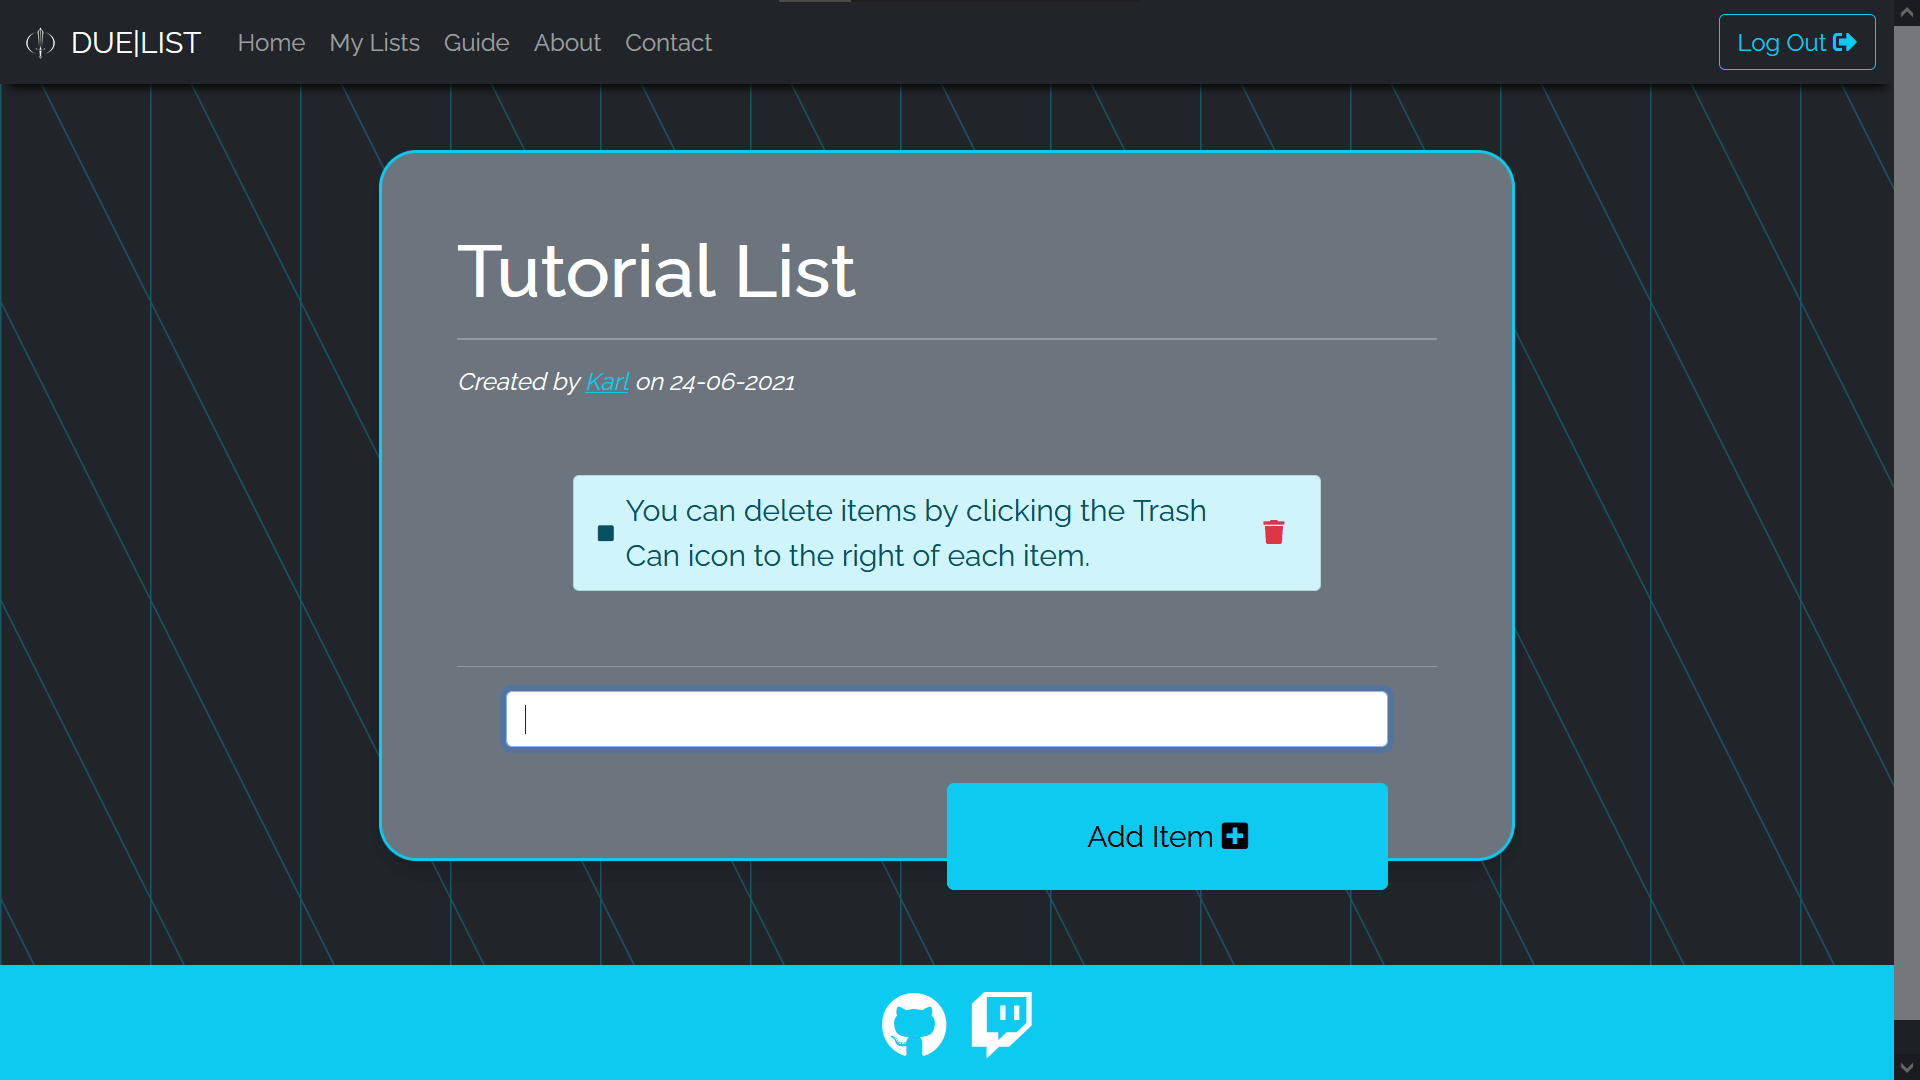 DUE|LIST Home My Lists Guide About Contact Log Out
Tutorial List
Created by Karl on 24-06-2021
You can delete items by clicking the Trash
Can icon to the right of each item.
Add Item